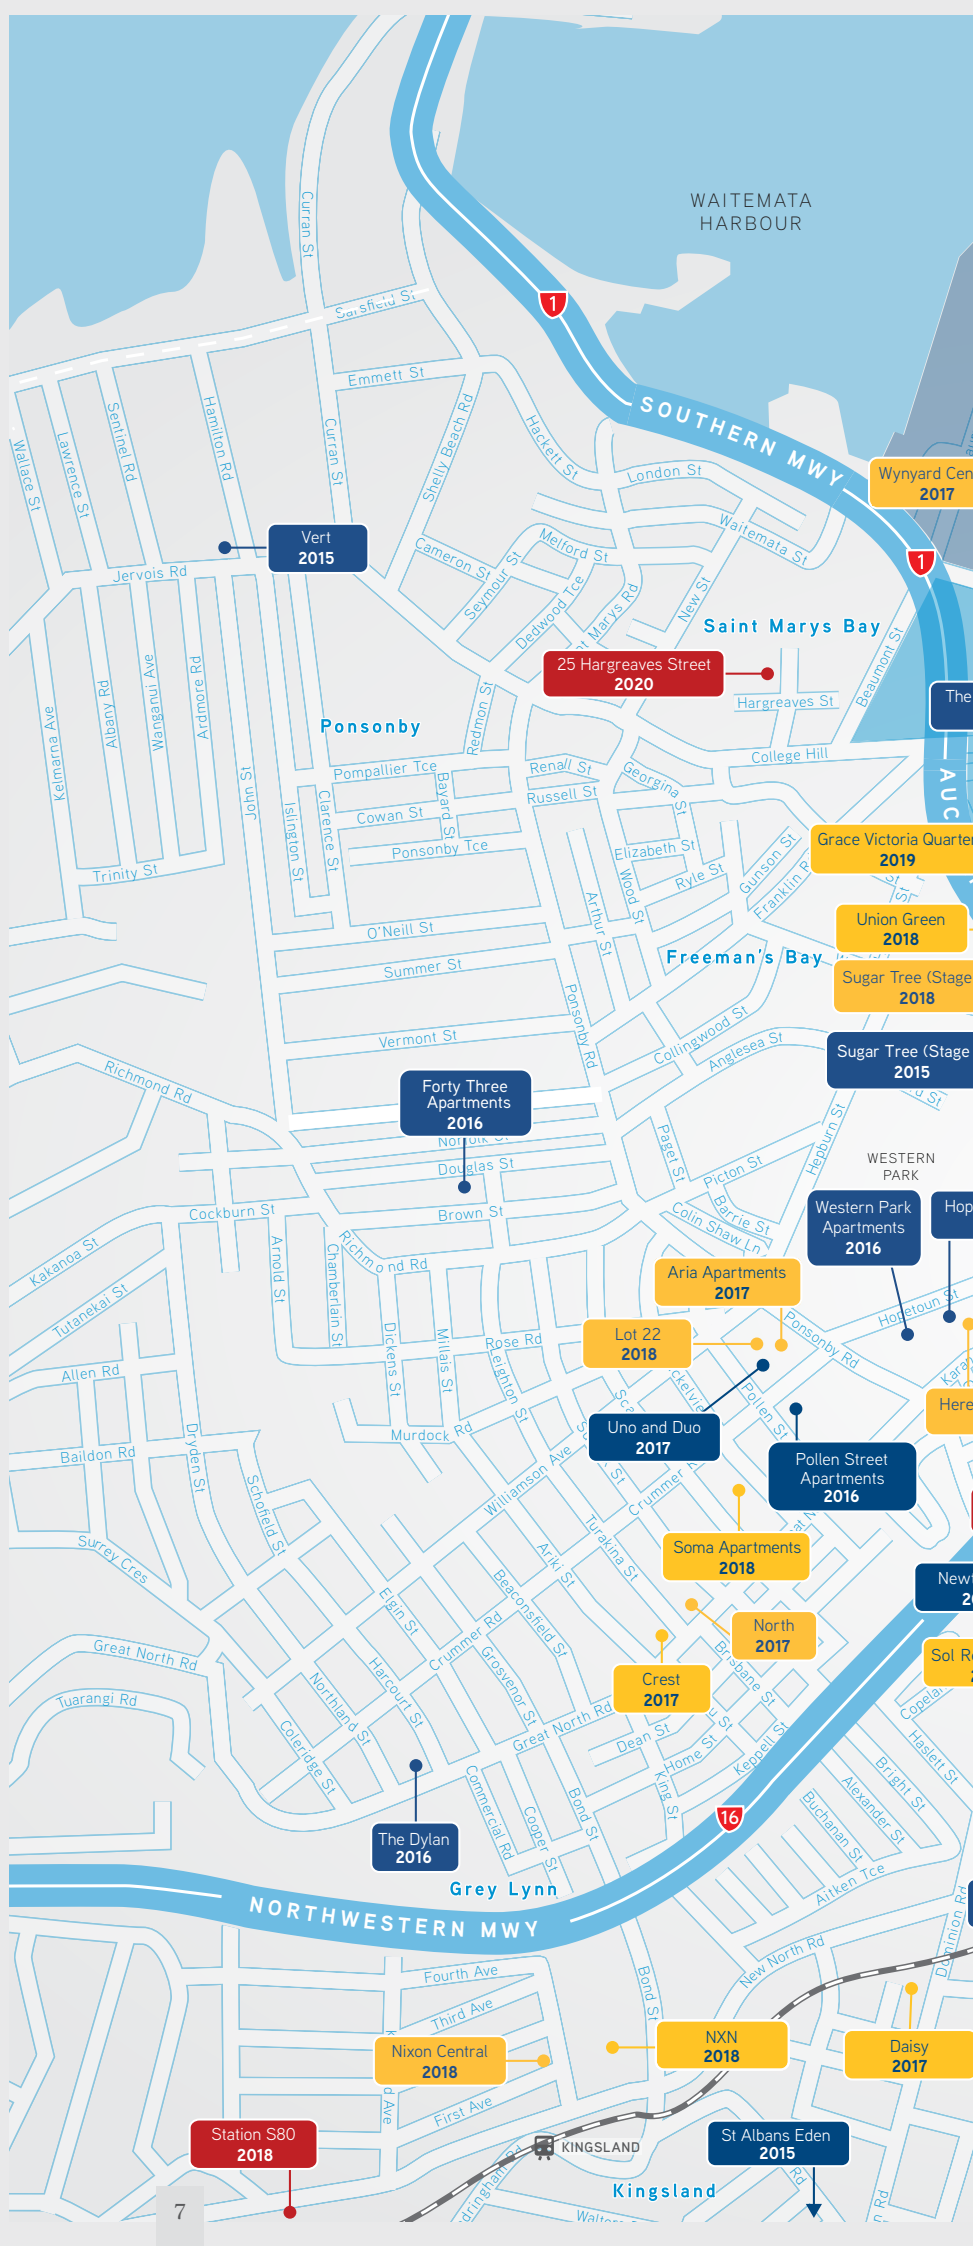 WAITEMATA
HARBOUR
Curran St
Sarsfield St
1
Emmett St
SOUTHERN MWY
Wallace St
Lawrence St
Sentinel Rd
Hamilton Rd
Curran St
Shelly Beach Rd
Hackett St
London St
Wynyard Cen
2017
Waitemata St
Vert
2015
Melford St
Cameron St
Seymour St
1
Jervois Rd
Dedwood Tce
Marys Rd
New St
Saint Marys Bay
25 Hargreaves Street
2020
Beaumont St
Hargreaves St
The
Kelmarna Ave
Albany Rd
Wanganui Ave
Ardmore Rd
Ponsonby
Redmon St
College Hill
Pompallier Tce
Renall St
Georgina St
AUC
John St
Islington St
Clarence St
Bayard St
Russell St
Cowan St
Ponsonby Tce
Elizabeth St
Grace Victoria Quarter
2019
Trinity St
Wood St
Ryle St
Gunson St
Franklin R
St
St
Arthur St
Union Green
2018
O'Neill St
Freeman's Bay
Summer St
Sugar Tree (Stage
2018
Ponsonby Rd
Vermont St
Collingwood St
Anglesea St
Sugar Tree (Stage
2015
Richmond Rd
Forty Three
Apartments
2016
Norfolk St
Douglas St
Paget St
Picton St
Hepburn St
WESTERN
PARK
Cockburn St
Brown St
Barrie St
Colin Shaw Ln
Western Park
Apartments
2016
Hop
Kakanoa St
Arnold St
Chamberlain St
Richmond Rd
Aria Apartments
2017
Tutanekai St
Hopetoun St
Dickens St
Millais St
Rose Rd
Lot 22
2018
Ponsonby Rd
Allen Rd
Leighton St
Pollen St
Here
Uno and Duo
2017
Murdock Rd
Baildon Rd
Dryden St
Pollen Street
Apartments
2016
Schofield St
Williamson Ave
St
Crummer
Surrey Cres
Turakina St
Ariki St
Soma Apartments
2018
Newt
Elgin St
Beaconsfield St
Crummer Rd
North
2017
Great North Rd
Harcourt St
Grosvenor St
Brisbane St
Crest
2017
Sol R
Tuarangi Rd
Northland St
Great North Rd
Dean St
Home St
Keppell St
Haslett St
Coleridge St
Commercial Rd
Cooper St
Bond St
King St
Bright St
Alexander St
Buchanan St
16
The Dylan
2016
Aitken Tce
Grey Lynn
NORTHWESTERN MWY
New North Rd
Dominion Rd
Fourth Ave
Bond St
Third Ave
Nixon Central
2018
NXN
2018
Daisy
2017
First Ave
d Ave
Station S80
2018
KINGSLAND
St Albans Eden
2015
Rd
Kingsland
7